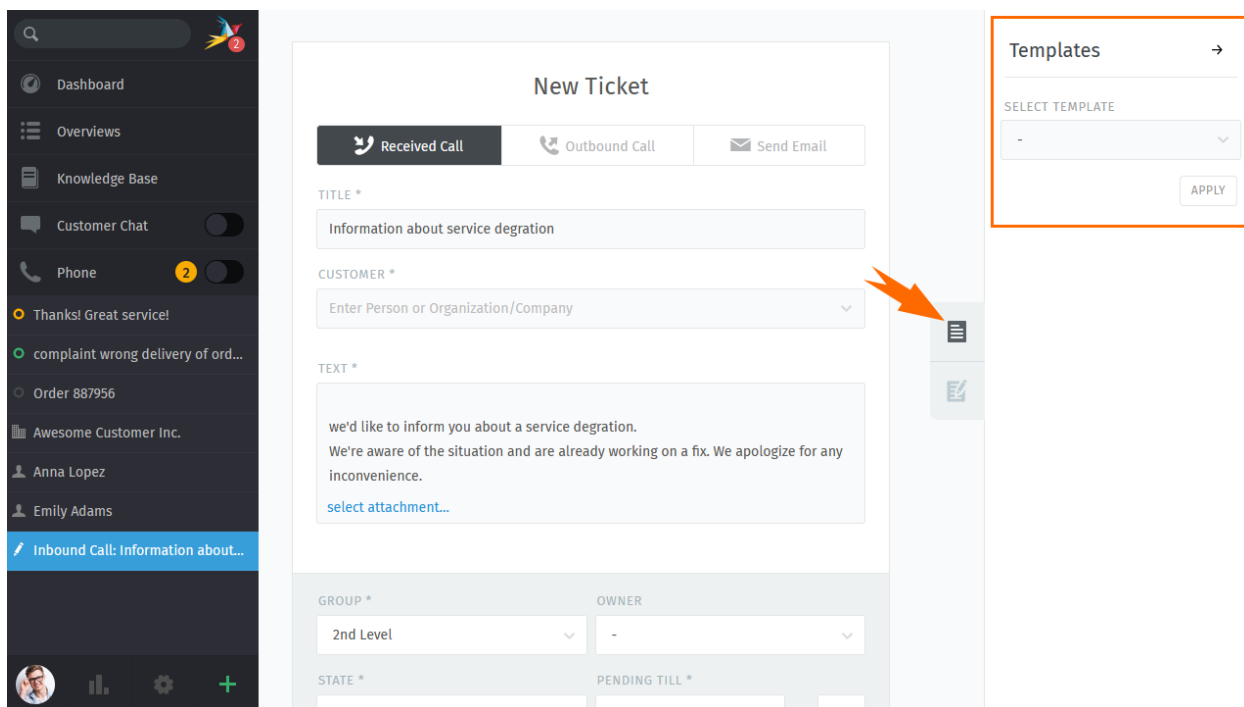 2
Dashboard
Overviews
Knowledge Base
Customer Chat
Phone 2
Thanks! Great service!
complaint wrong delivery of ord...
Order 887956
Awesome Customer Inc.
Anna Lopez
Emily Adams
Inbound Call: Information about...
New Ticket
Received Call Outbound Call Send Email
TITLE *
Information about service degration
CUSTOMER *
Enter Person or Organization/Company
TEXT *
we'd like to inform you about a service degration.
We're aware of the situation and are already working on a fix. We apologize for any
inconvenience.
select attachment...
GROUP * OWNER
2nd Level -
STATE * PENDING TILL *
Templates →
SELECT TEMPLATE
-
APPLY